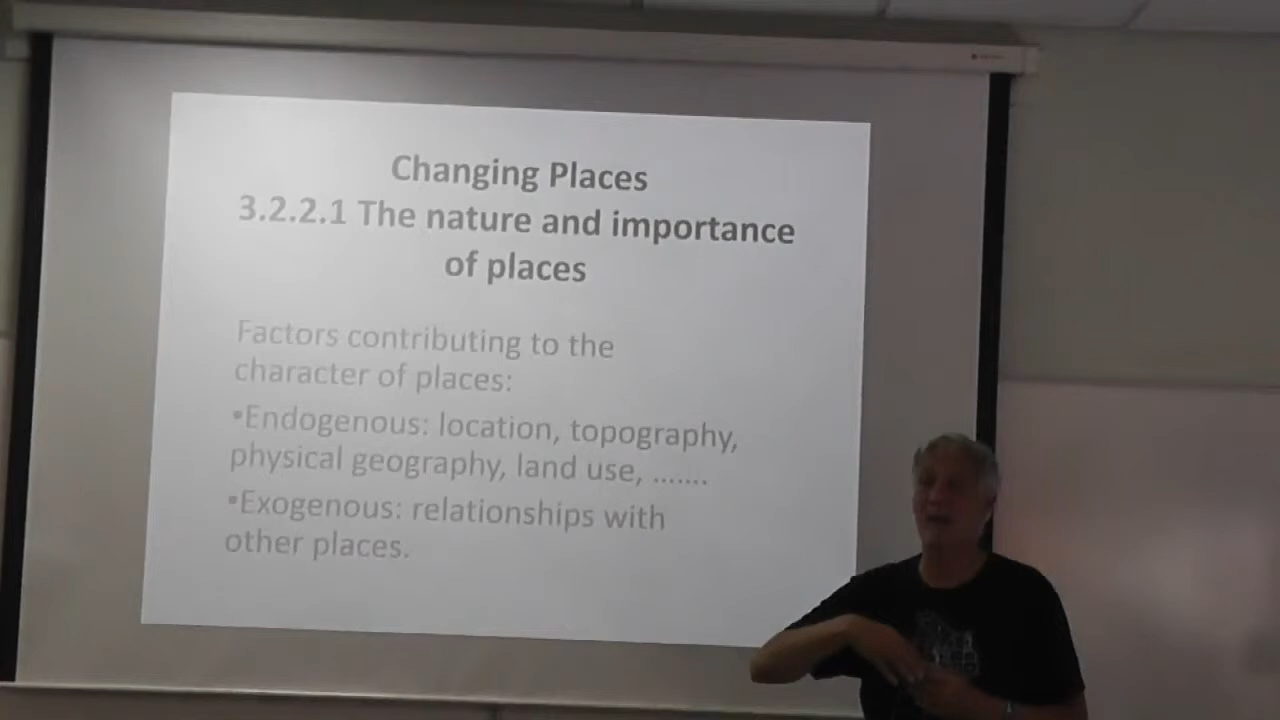 Changing Places
3.2.2.1 The nature and importance
of places
Factors contributing to the
character of places:
•Endogenous: location, topography,
physical geography, land use, .......
•Exogenous: relationships with
other places.